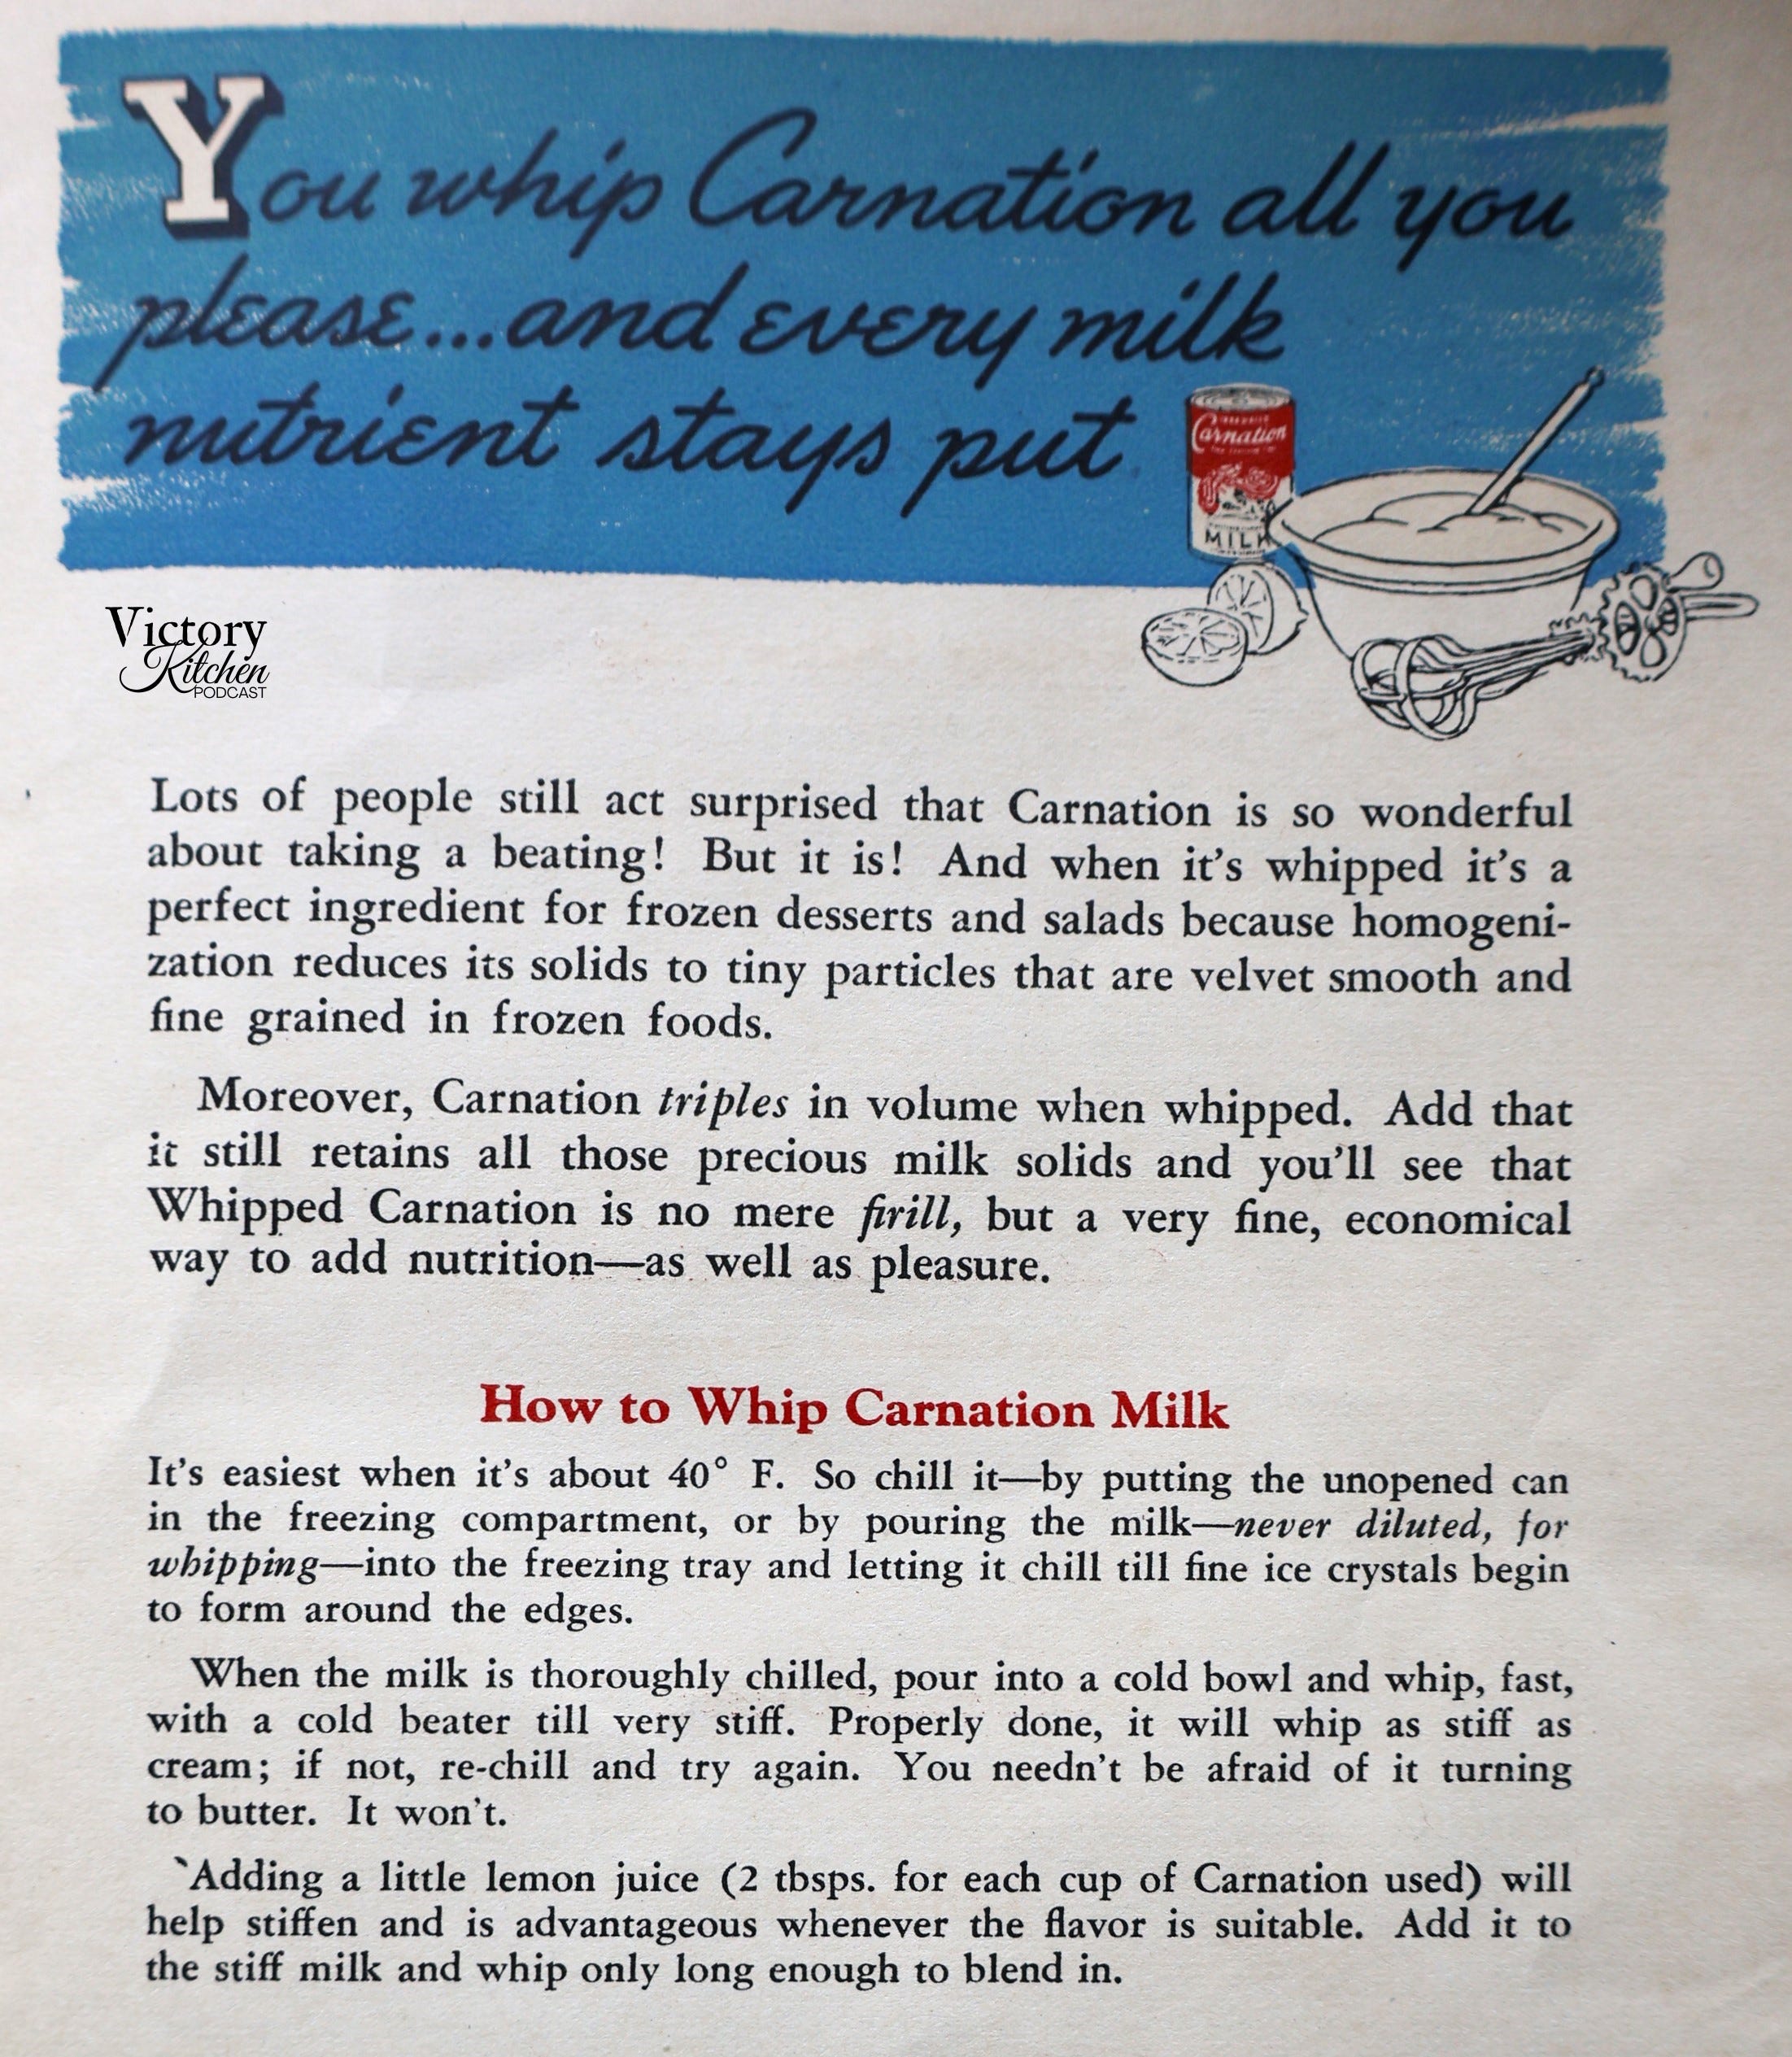 You whip Carnation all you
please...and every milk
nutrient stays put
Carnation
MILK
Victory
Kitchen
PODCAST
Lots of people still act surprised that Carnation is so wonderful
about taking a beating! But it is! And when it's whipped it's a
perfect ingredient for frozen desserts and salads because homogeni-
zation reduces its solids to tiny particles that are velvet smooth and
fine grained in frozen foods.
Moreover, Carnation triples in volume when whipped. Add that
it still retains all those precious milk solids and you'll see that
Whipped Carnation is no mere firill, but a very fine, economical
way to add nutrition—as well as pleasure.
How to Whip Carnation Milk
It's easiest when it's about 40° F. So chill it—by putting the unopened can
in the freezing compartment, or by pouring the milk—never diluted, for
whipping—into the freezing tray and letting it chill till fine ice crystals begin
to form around the edges.
When the milk is thoroughly chilled, pour into a cold bowl and whip, fast,
with a cold beater till very stiff. Properly done, it will whip as stiff as
cream; if not, re-chill and try again. You needn't be afraid of it turning
to butter. It won't.
Adding a little lemon juice (2 tbsps. for each cup of Carnation used) will
help stiffen and is advantageous whenever the flavor is suitable. Add it to
the stiff milk and whip only long enough to blend in.